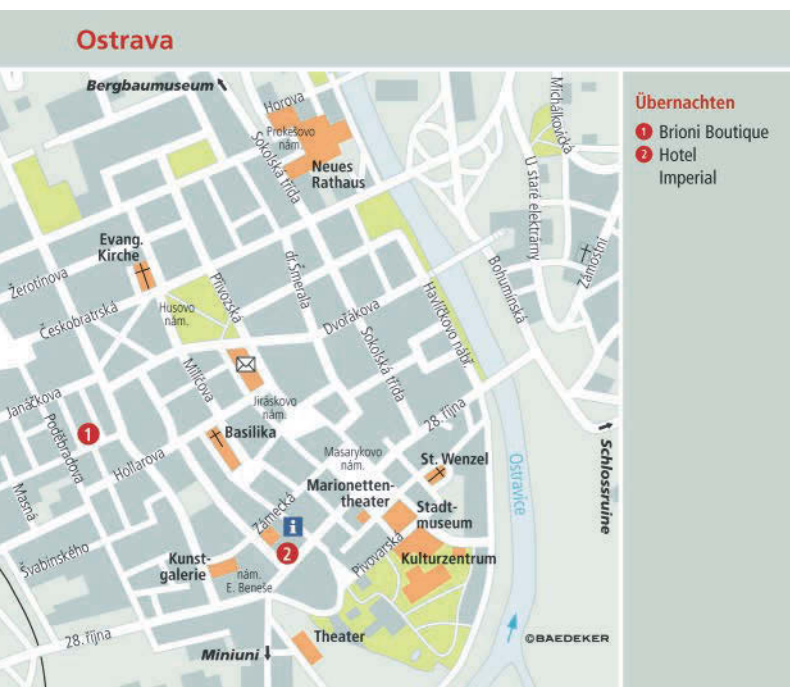 Ostrava
Bergbaumuseum
Horova
Prokešovo
nám.
Sokolská třída
Neues
Rathaus
Michálkovická
U staré elektrárny
Zámostní
Bohumínská
Evang.
Kirche
Žerotínova
Českobratrská
Husovo
nám.
Přívozská
dr. Šmerala
Dvořákova
Havlíčkovo nábř.
Sokolská třída
Milíčova
Janáčkova
Jiráskovo
nám.
28. října
1
Poděbradova
Basilika
Hollarova
Masná
Masarykovo
nám.
St. Wenzel
Marionetten-
theater
Stadt-
museum
Zámecká
i
2
Pivovarská
Kulturzentrum
Švabinského
Kunst-
galerie
nám.
E. Beneše
28. října
Theater
Miniuni
Ostravice
Schlossruine
©BAEDEKER
Übernachten
1 Brioni Boutique
2 Hotel
Imperial